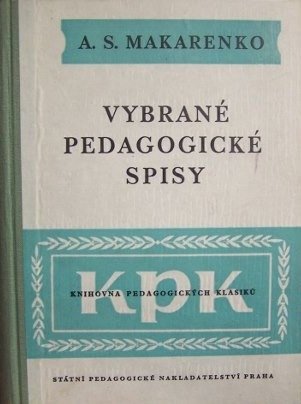 A. S. MAKARENKO
VYBRANÉ
PEDAGOGICKÉ
SPISY
kpk
KNIHOVNA PEDAGOGICKÝCH KLASIKŮ
STÁTNÍ PEDAGOGICKÉ NAKLADATELSTVÍ PRAHA